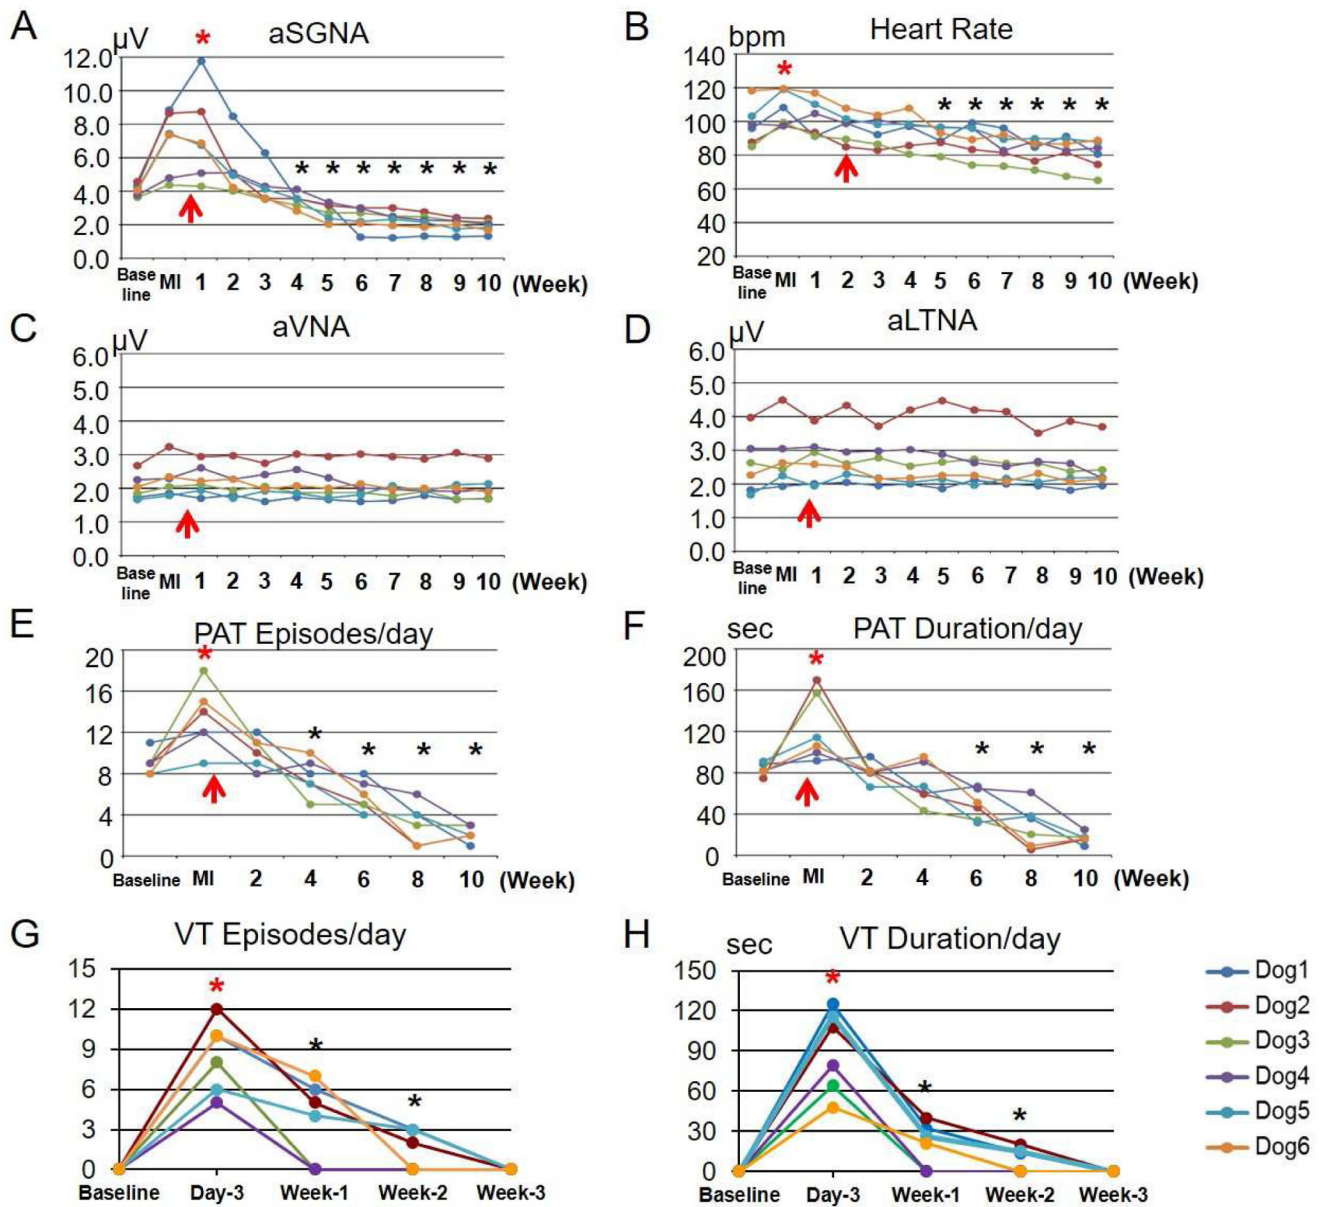 A
µV
*
aSGNA
12.0
10.0
8.0
6.0
4.0
2.0
0.0
* * * * * * *
Base line MI 1 2 3 4 5 6 7 8 9 10 (Week)
B
bpm
Heart Rate
*
140
120
100
80
60
40
20
* * * * * *
Base line MI 1 2 3 4 5 6 7 8 9 10 (Week)
C
µV
aVNA
6.0
5.0
4.0
3.0
2.0
1.0
0.0
Base line MI 1 2 3 4 5 6 7 8 9 10 (Week)
D
µV
aLTNA
6.0
5.0
4.0
3.0
2.0
1.0
0.0
Base line MI 1 2 3 4 5 6 7 8 9 10 (Week)
E
PAT Episodes/day
*
20
16
12
8
4
0
* * * *
Baseline MI 2 4 6 8 10 (Week)
F
sec
PAT Duration/day
*
200
160
120
80
40
0
* * *
Baseline MI 2 4 6 8 10 (Week)
G
VT Episodes/day
*
15
12
9
6
3
0
* *
Baseline Day-3 Week-1 Week-2 Week-3
H
sec
VT Duration/day
*
150
120
90
60
30
0
* *
Baseline Day-3 Week-1 Week-2 Week-3
Dog1
Dog2
Dog3
Dog4
Dog5
Dog6